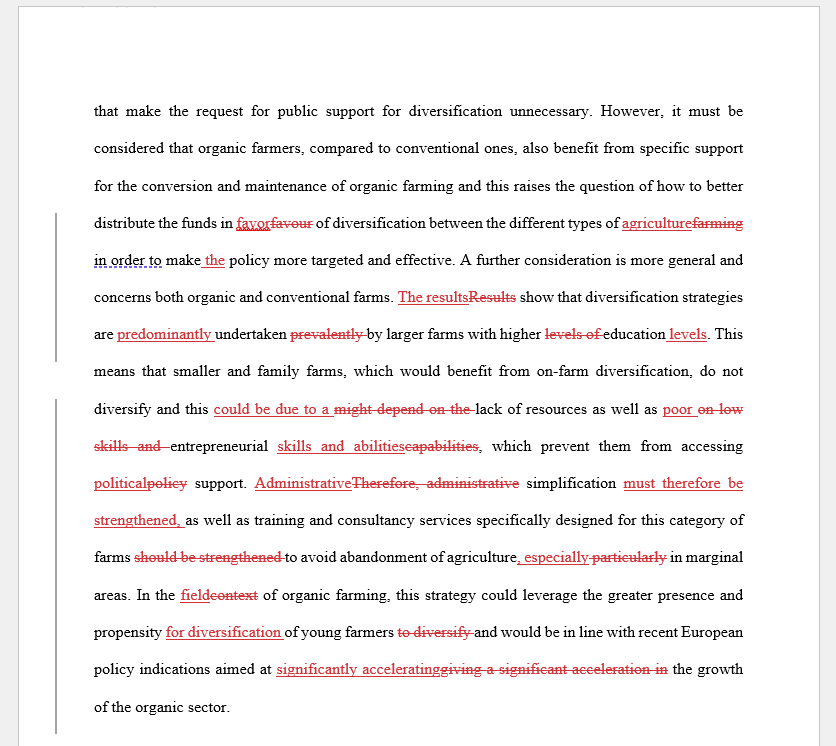 that make the request for public support for diversification unnecessary. However, it must be
considered that organic farmers, compared to conventional ones, also benefit from specific support
for the conversion and maintenance of organic farming and this raises the question of how to better
distribute the funds in favorfavour of diversification between the different types of agriculturefarming
in order to make the policy more targeted and effective. A further consideration is more general and
concerns both organic and conventional farms. The resultsResults show that diversification strategies
are predominantly undertaken prevalently by larger farms with higher levels of education levels. This
means that smaller and family farms, which would benefit from on-farm diversification, do not
diversify and this could be due to a might depend on the lack of resources as well as poor on low
skills and entrepreneurial skills and abilitiescapabilities, which prevent them from accessing
politicalpolicy support. AdministrativeTherefore, administrative simplification must therefore be
strengthened, as well as training and consultancy services specifically designed for this category of
farms should be strengthened to avoid abandonment of agriculture, especially particularly in marginal
areas. In the fieldcontext of organic farming, this strategy could leverage the greater presence and
propensity for diversification of young farmers to diversify and would be in line with recent European
policy indications aimed at significantly acceleratinggiving a significant acceleration in the growth
of the organic sector.